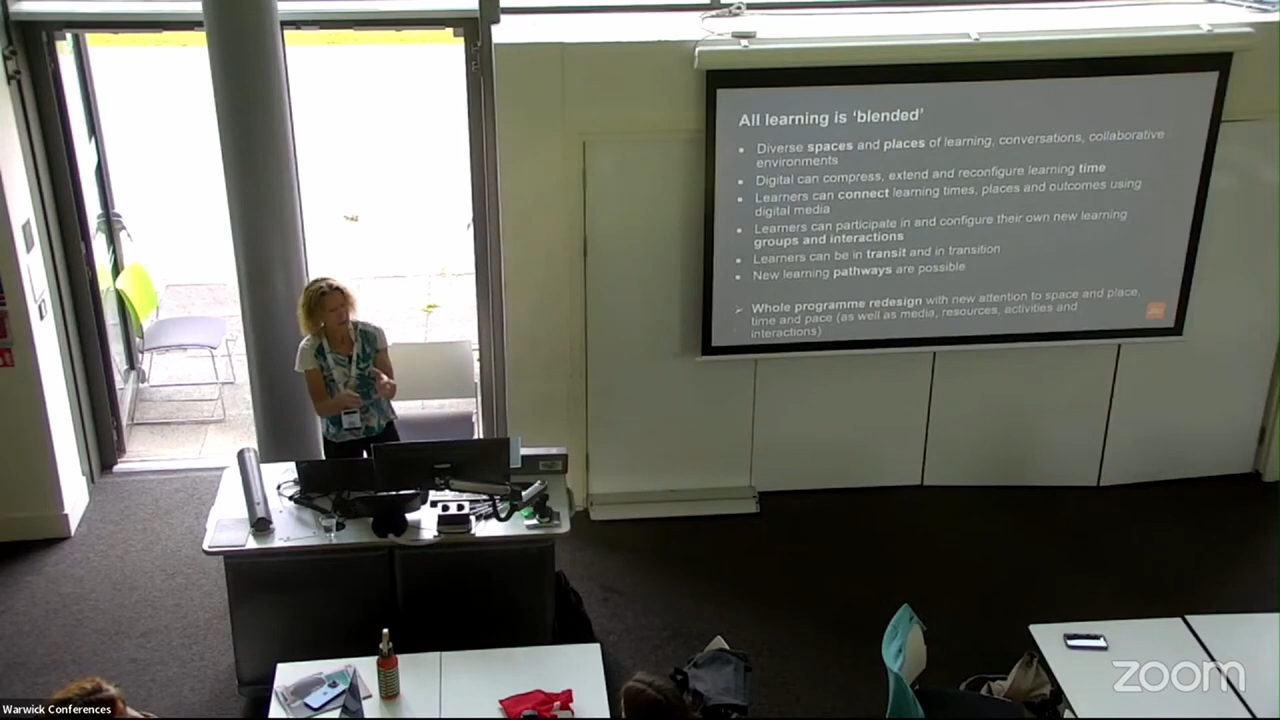 All learning is 'blended'
Diverse spaces and places of learning, conversations, collaborative
environments
Digital can compress, extend and reconfigure learning time
Learners can connect learning times, places and outcomes using
digital media
Learners can participate in and configure their own new learning
groups and interactions
Learners can be in transit and in transition
New learning pathways are possible
Whole programme redesign with new attention to space and place,
time and pace (as well as media, resources, activities and
interactions)
zoom
Warwick Conferences